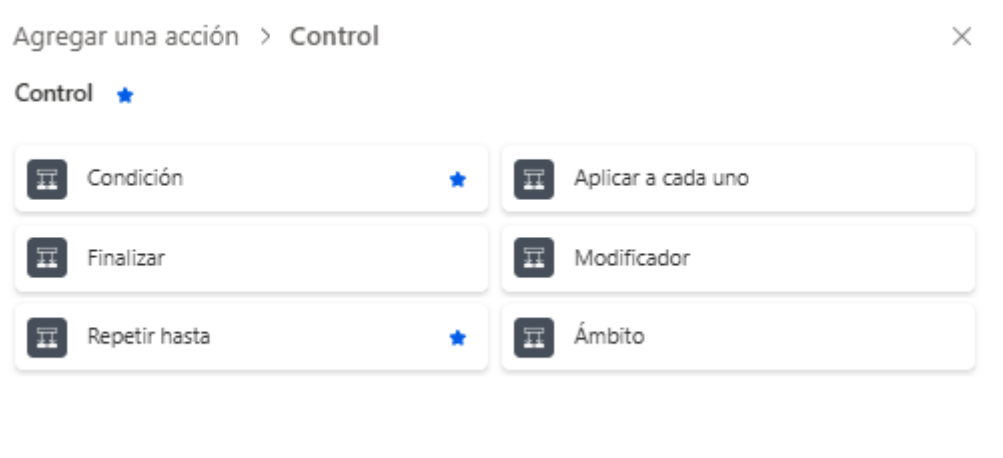 Agregar una acción > Control
Control
Condición
Aplicar a cada uno
Finalizar
Modificador
Repetir hasta
Ámbito